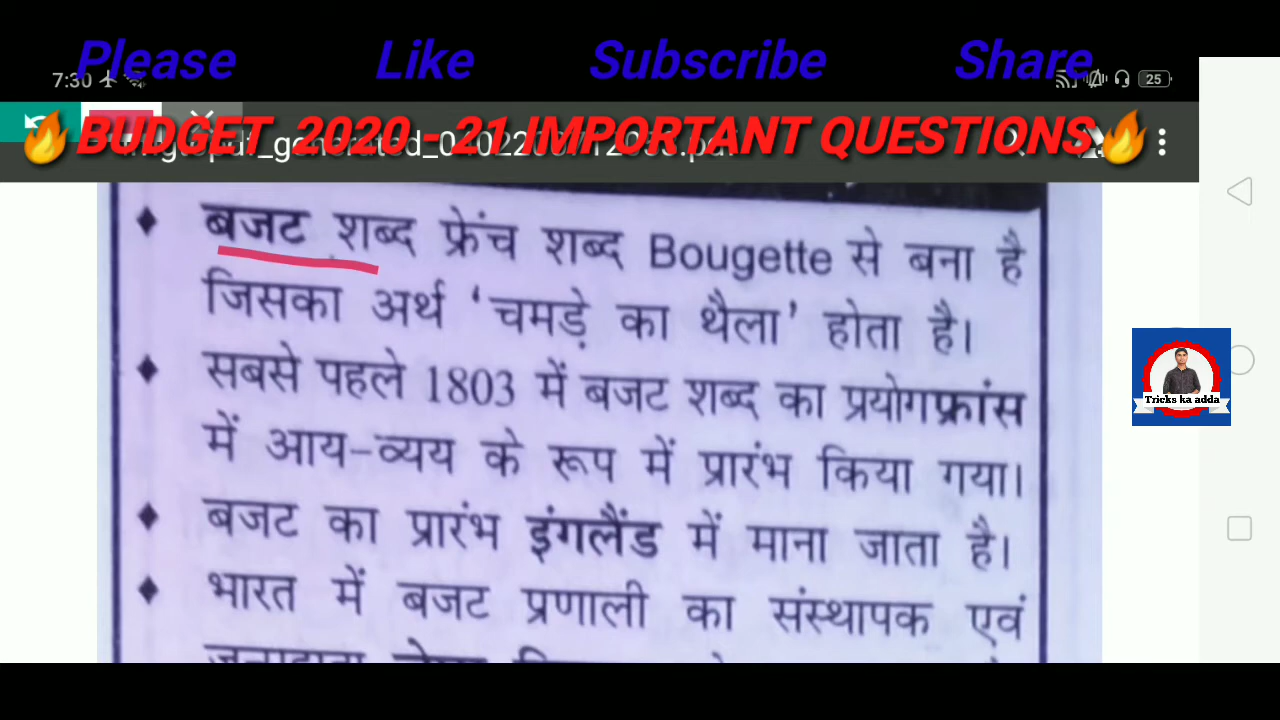 Please Like Subscribe Share
7:30 25
BUDGET 2020 - 21 IMPORTANT QUESTIONS
♦ बजट शब्द फ्रेंच शब्द Bougette से बना है
जिसका अर्थ ‘चमड़े का थैला’ होता है।
♦ सबसे पहले 1803 में बजट शब्द का प्रयोगफ्रांस
में आय-व्यय के रूप में प्रारंभ किया गया।
Tricks ka adda
♦ बजट का प्रारंभ इंगलैंड में माना जाता है।
♦ भारत में बजट प्रणाली का संस्थापक एवं